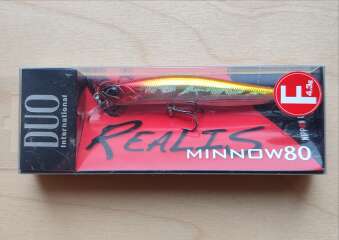 DUO
International
REALIS
MINNOW80
F
4.5g